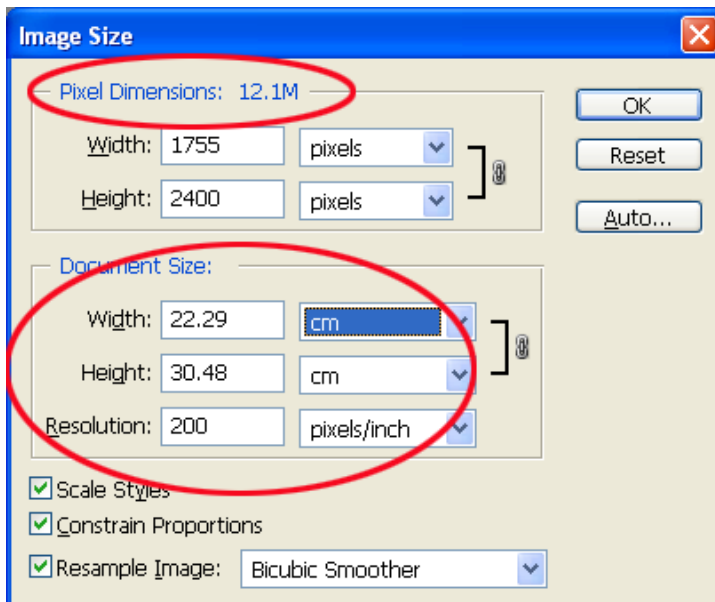 Image Size
Pixel Dimensions: 12.1M
OK
Width: 1755 pixels
Reset
Height: 2400 pixels
Auto...
Document Size:
Width: 22.29 cm
Height: 30.48 cm
Resolution: 200 pixels/inch
Scale Styles
Constrain Proportions
Resample Image: Bicubic Smoother